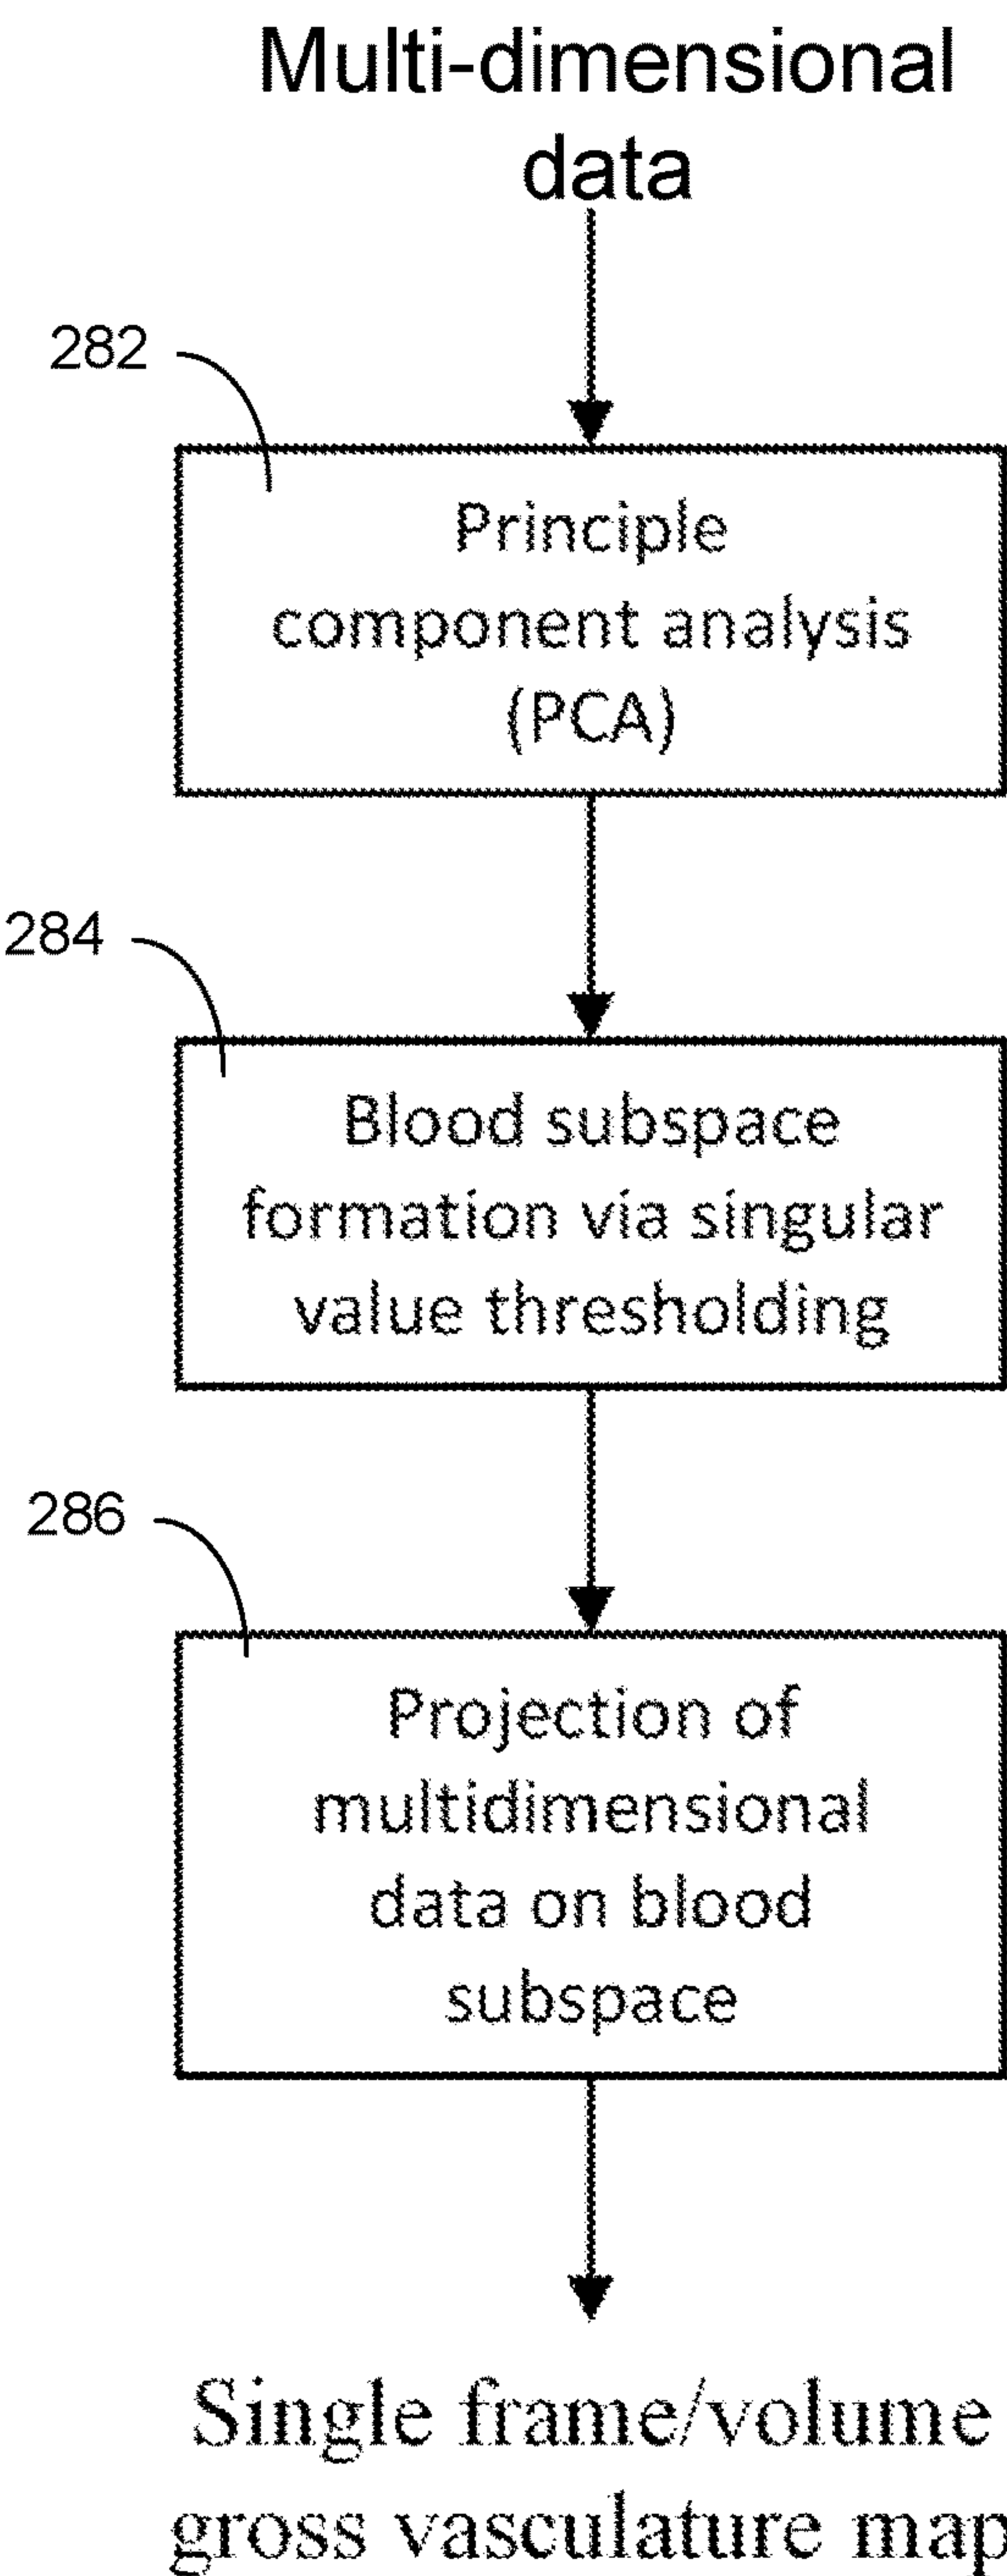 Multi-dimensional
data
282
Principle
component analysis
(PCA)
284
Blood subspace
formation via singular
value thresholding
286
Projection of
multidimensional
data on blood
subspace
Single frame/volume
gross vasculature map